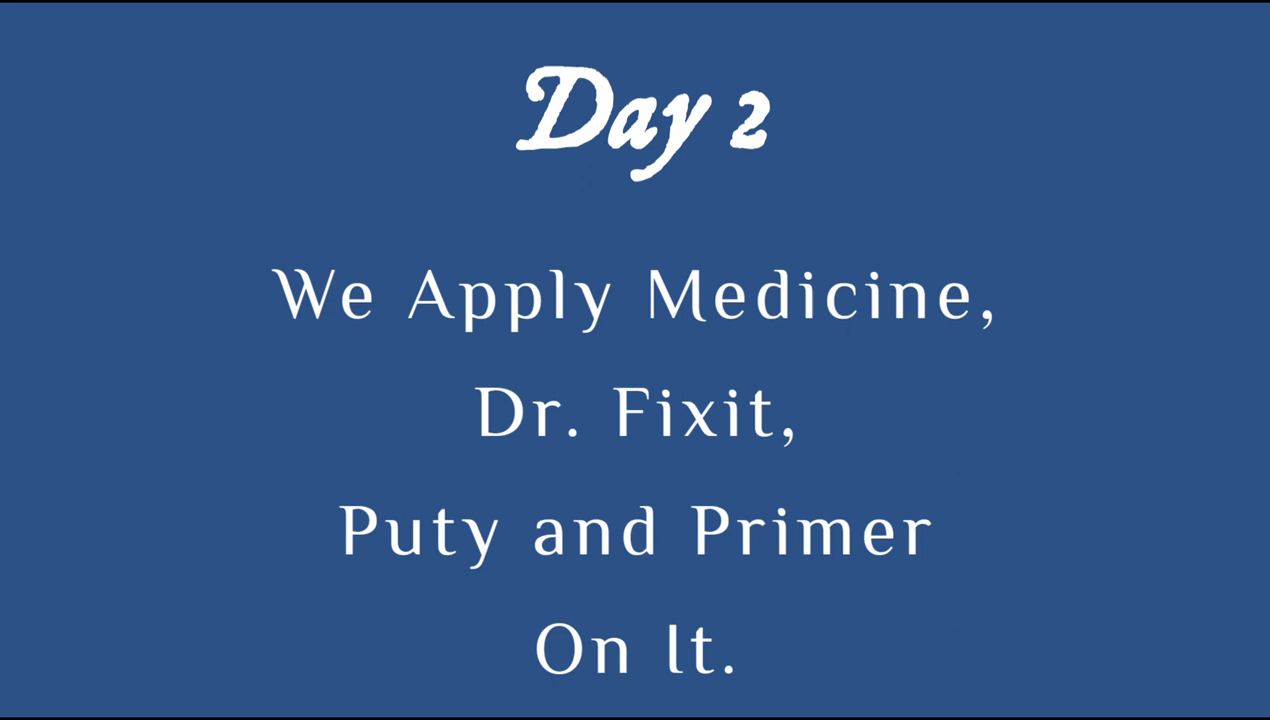 Day 2
We Apply Medicine,
Dr. Fixit,
Puty and Primer
On It.